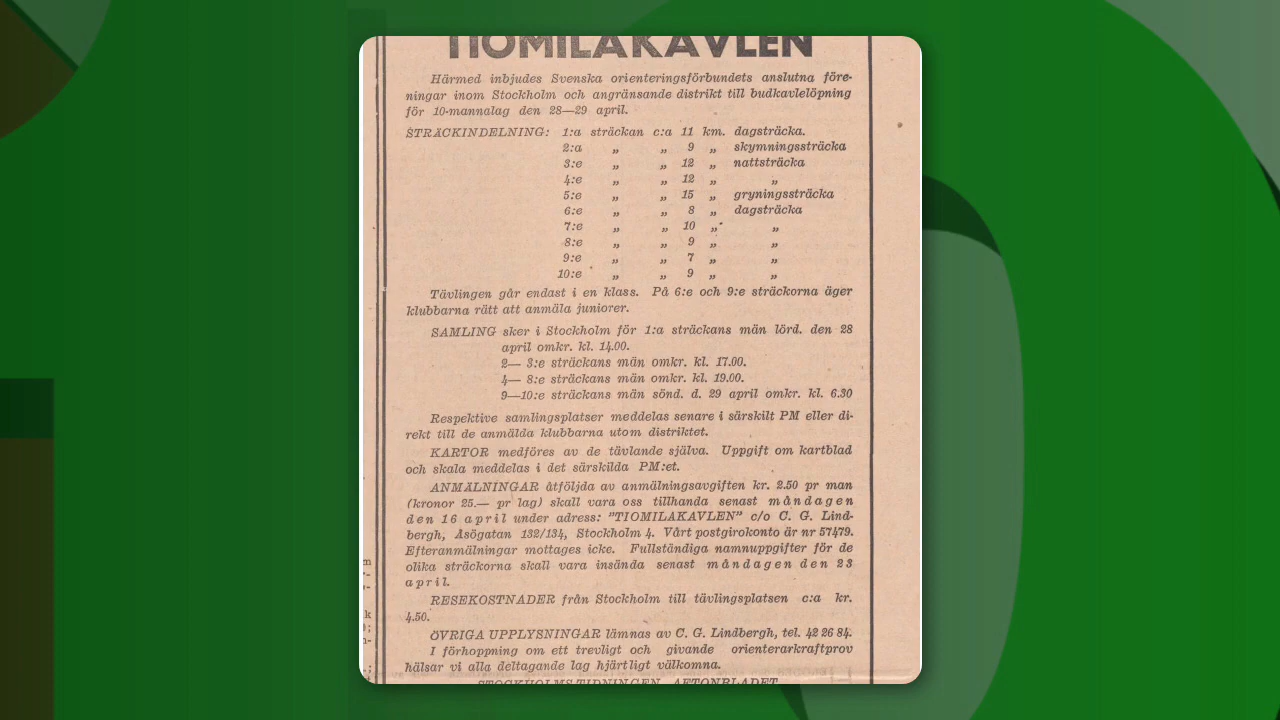 TIOMILAKAVLEN
Härmed inbjudes Svenska orienteringsförbundets anslutna före-
ningar inom Stockholm och angränsande distrikt till budkavlelöpning
för 10-mannalag den 28—29 april.
STRÄCKINDELNING: 1:a sträckan c:a 11 km. dagsträcka.
2:a „ „ 9 „ skymningssträcka
3:e „ „ 12 „ nattsträcka
4:e „ „ 12 „ „
5:e „ „ 15 „ gryningssträcka
6:e „ „ 8 „ dagsträcka
7:e „ „ 10 „ „
8:e „ „ 9 „ „
9:e „ „ 7 „ „
10:e „ „ 9 „ „
Tävlingen går endast i en klass. På 6:e och 9:e sträckorna äger
klubbarna rätt att anmäla juniorer.
SAMLING sker i Stockholm för 1:a sträckans män lörd. den 28
april omkr. kl. 14.00.
2— 3:e sträckans män omkr. kl. 17.00.
4— 8:e sträckans män omkr. kl. 19.00.
9—10:e sträckans män sönd. d. 29 april omkr. kl. 6.30
Respektive samlingsplatser meddelas senare i särskilt PM eller di-
rekt till de anmälda klubbarna utom distriktet.
KARTOR medföres av de tävlande själva. Uppgift om kartblad
och skala meddelas i det särskilda PM:et.
ANMÄLNINGAR åtföljda av anmälningsavgiften kr. 2.50 pr man
(kronor 25.— pr lag) skall vara oss tillhanda senast måndagen
den 16 april under adress: ”TIOMILAKAVLEN” c/o C. G. Lind-
bergh, Asögatan 132/134, Stockholm 4. Vårt postgirokonto är nr 57479.
Efteranmälningar mottages icke. Fullständiga namnuppgifter för de
olika sträckorna skall vara insända senast måndagen den 23
april.
RESEKOSTNADER från Stockholm till tävlingsplatsen c:a kr.
4.50.
ÖVRIGA UPPLYSNINGAR lämnas av C. G. Lindbergh, tel. 42 26 84.
I förhoppning om ett trevligt och givande orienterarkraftprov
hälsar vi alla deltagande lag hjärtligt välkomna.
STOCKHOLMS-TIDNINGEN AFTONBLADET